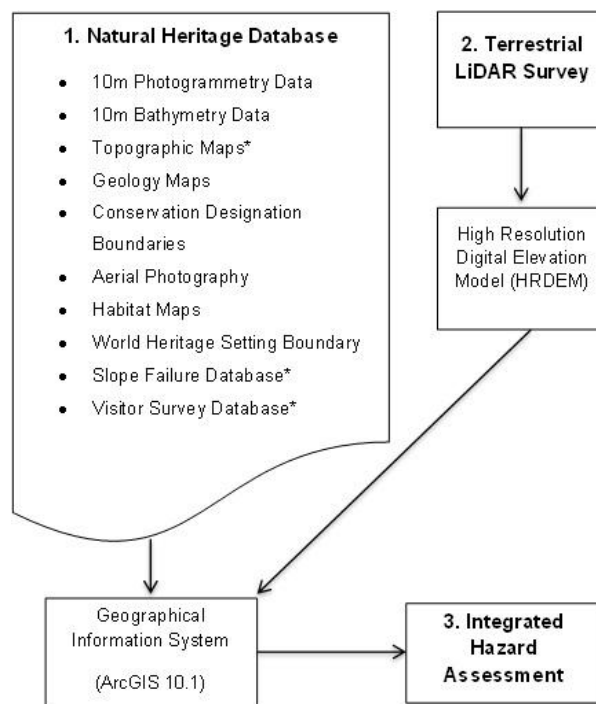 1. Natural Heritage Database
• 10m Photogrammetry Data
• 10m Bathymetry Data
• Topographic Maps*
• Geology Maps
• Conservation Designation
Boundaries
• Aerial Photography
• Habitat Maps
• World Heritage Setting Boundary
• Slope Failure Database*
• Visitor Survey Database*
2. Terrestrial
LiDAR Survey
High Resolution
Digital Elevation
Model (HRDEM)
Geographical
Information System
(ArcGIS 10.1)
3. Integrated
Hazard
Assessment